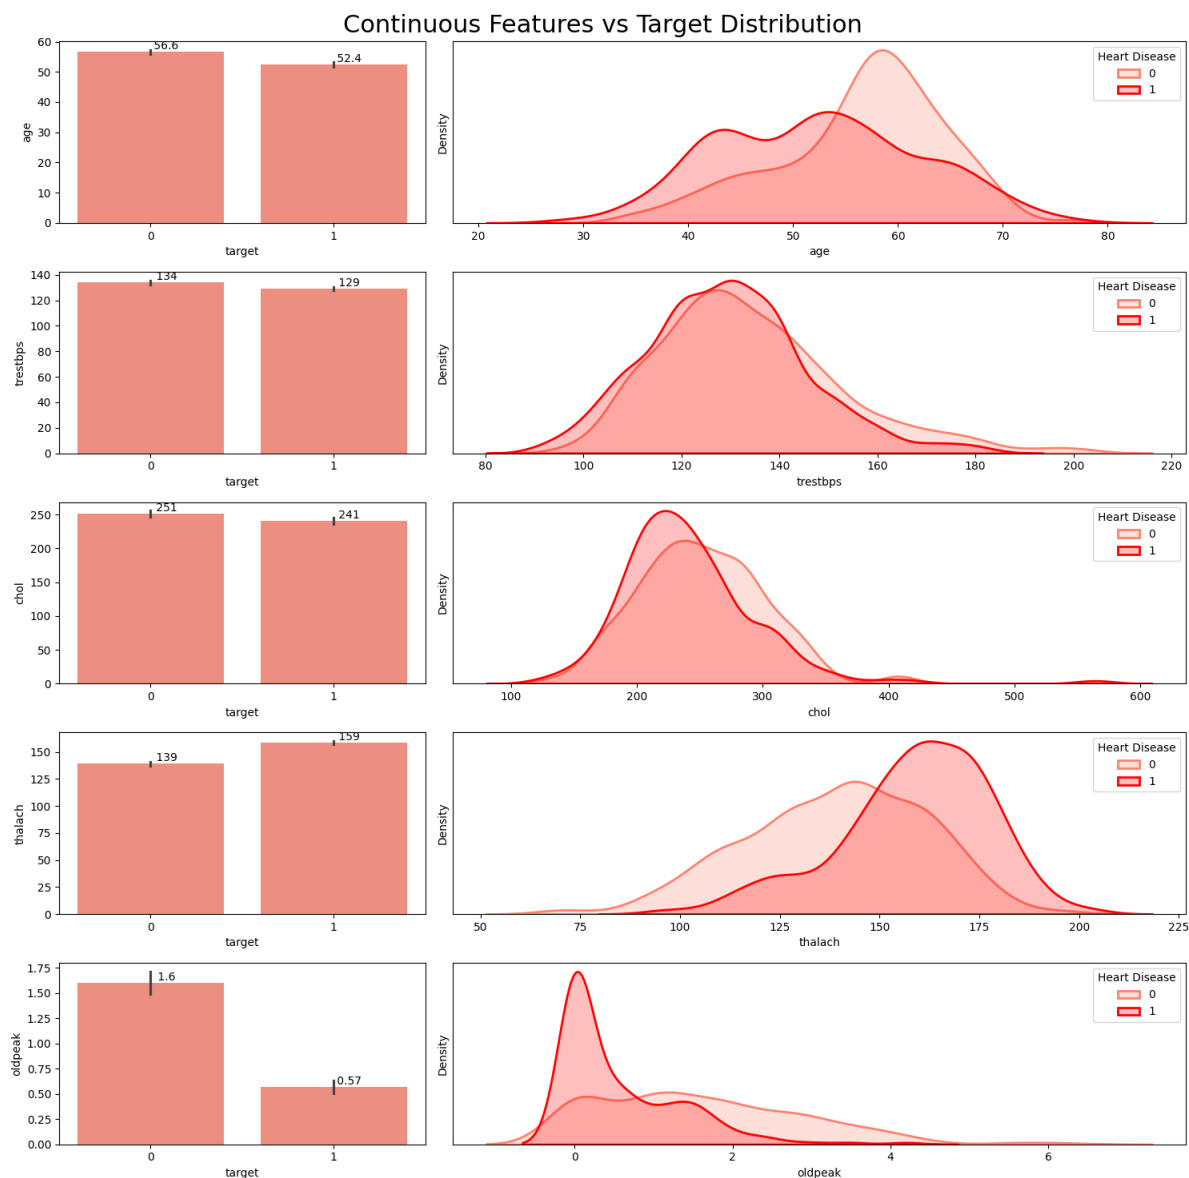 Continuous Features vs Target Distribution
56.6
52.4
60
50
40
30
20
10
0
age
0 1
target
Density
Heart Disease
0
1
20 30 40 50 60 70 80
age
134
129
140
120
100
80
60
40
20
0
trestbps
0 1
target
Density
Heart Disease
0
1
80 100 120 140 160 180 200 220
trestbps
251
241
250
200
150
100
50
0
chol
0 1
target
Density
Heart Disease
0
1
100 200 300 400 500 600
chol
139
159
150
125
100
75
50
25
0
thalach
0 1
target
Density
Heart Disease
0
1
50 75 100 125 150 175 200 225
thalach
1.6
0.57
1.75
1.50
1.25
1.00
0.75
0.50
0.25
0.00
oldpeak
0 1
target
Density
Heart Disease
0
1
0 2 4 6
oldpeak